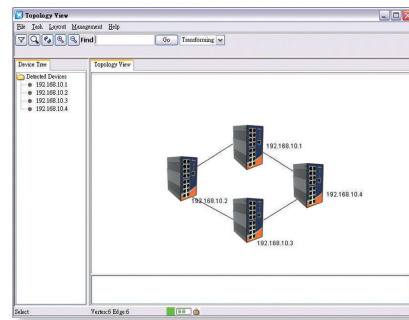 Topology View
File Task Layout Management Help
Find Go Transforming
Device Tree
Topology View
Detected Devices
192.168.10.1
192.168.10.2
192.168.10.3
192.168.10.4
192.168.10.1
192.168.10.2
192.168.10.4
192.168.10.3
Select Vertex:6 Edge:6